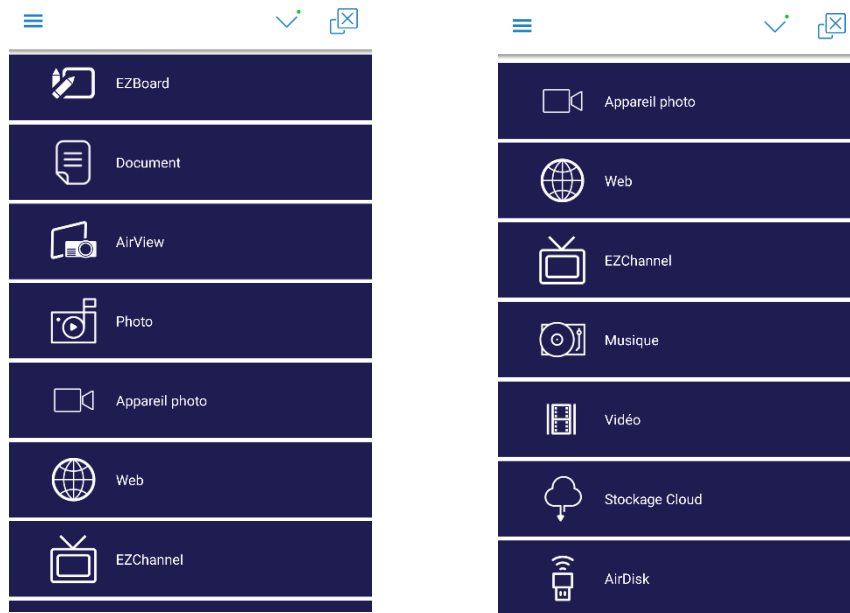 EZBoard
Document
AirView
Photo
Appareil photo
Web
EZChannel
Appareil photo
Web
EZChannel
Musique
Vidéo
Stockage Cloud
AirDisk